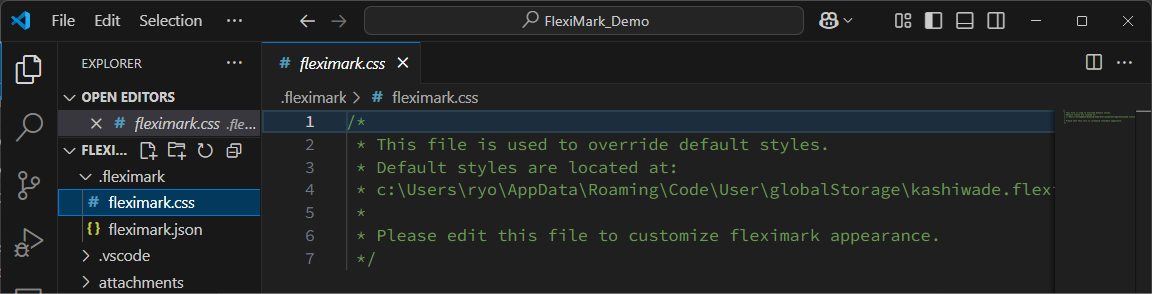 File Edit Selection ···
FlexiMark_Demo
EXPLORER ···
OPEN EDITORS
fleximark.css .fle...
FLEXI...
.fleximark
fleximark.css
fleximark.json
.vscode
attachments
# fleximark.css
.fleximark > # fleximark.css
1 /*
2 * This file is used to override default styles.
3 * Default styles are located at:
4 * c:\Users\ryo\AppData\Roaming\Code\User\globalStorage\kashiwade.flex
5 *
6 * Please edit this file to customize fleximark appearance.
7 */